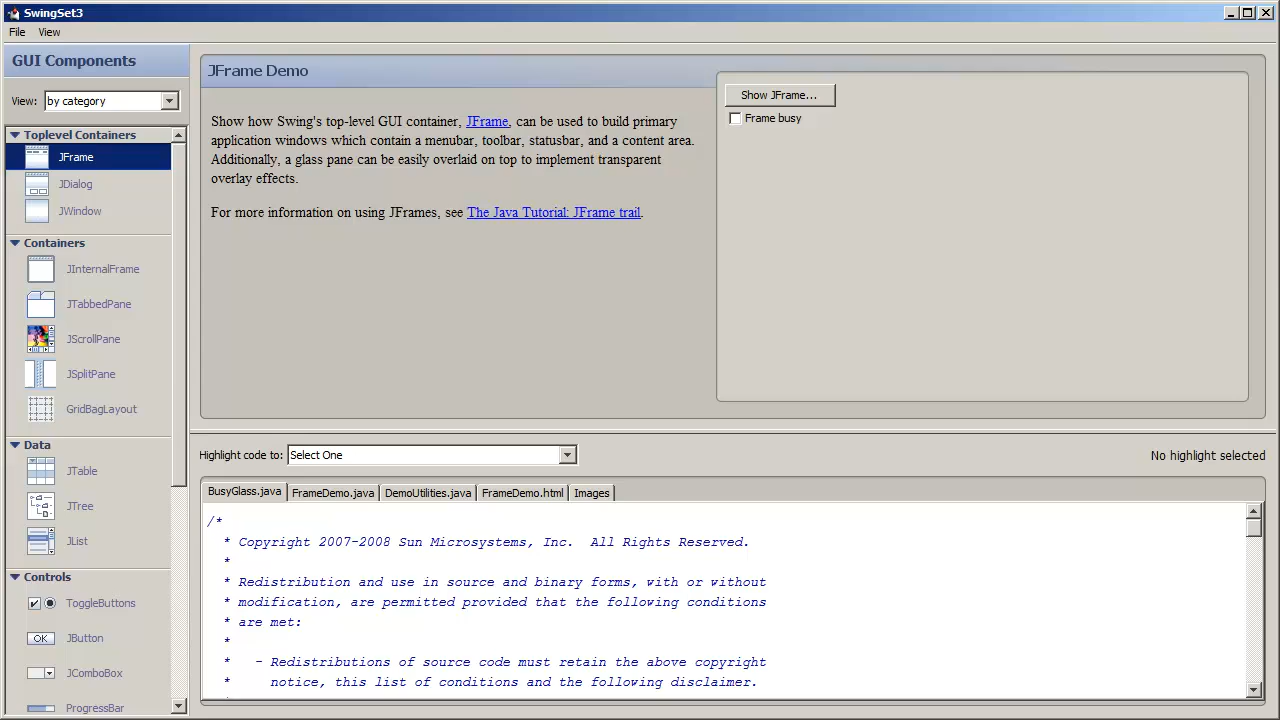 SwingSet3
File View
GUI Components
View: by category
Toplevel Containers
JFrame
JDialog
JWindow
Containers
JInternalFrame
JTabbedPane
JScrollPane
JSplitPane
GridBagLayout
Data
JTable
JTree
JList
Controls
ToggleButtons
OK JButton
JComboBox
ProgressBar
JFrame Demo
Show how Swing's top-level GUI container, JFrame, can be used to build primary
application windows which contain a menubar, toolbar, statusbar, and a content area.
Additionally, a glass pane can be easily overlaid on top to implement transparent
overlay effects.
For more information on using JFrames, see The Java Tutorial: JFrame trail.
Show JFrame...
Frame busy
Highlight code to: Select One
No highlight selected
BusyGlass.java FrameDemo.java DemoUtilities.java FrameDemo.html Images
/*
* Copyright 2007-2008 Sun Microsystems, Inc.  All Rights Reserved.
*
* Redistribution and use in source and binary forms, with or without
* modification, are permitted provided that the following conditions
* are met:
*
*   - Redistributions of source code must retain the above copyright
*     notice, this list of conditions and the following disclaimer.